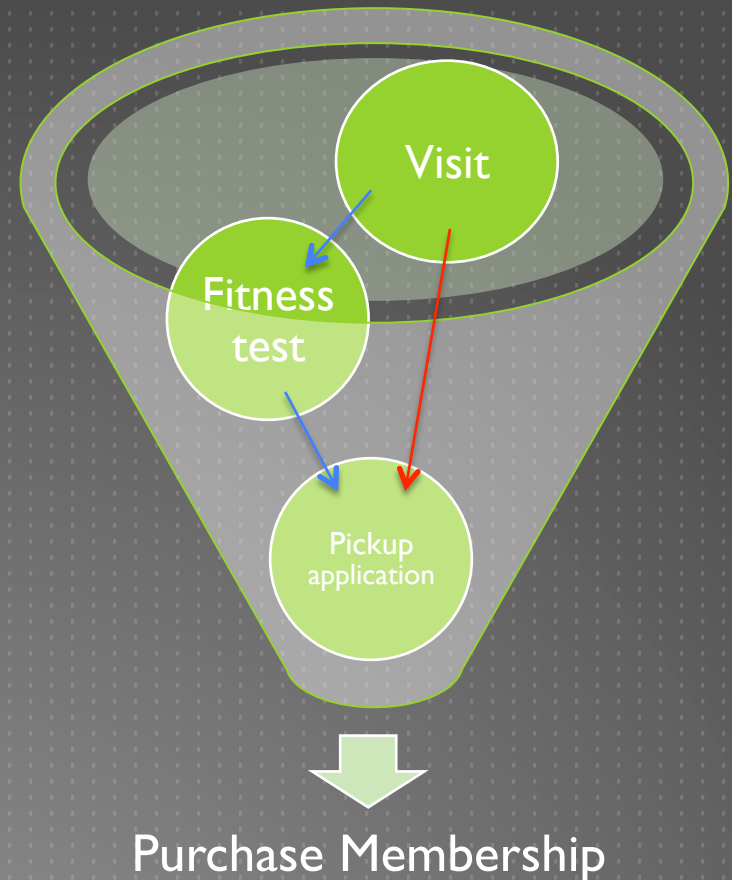 Visit
Fitness
test
Pickup
application
Purchase Membership